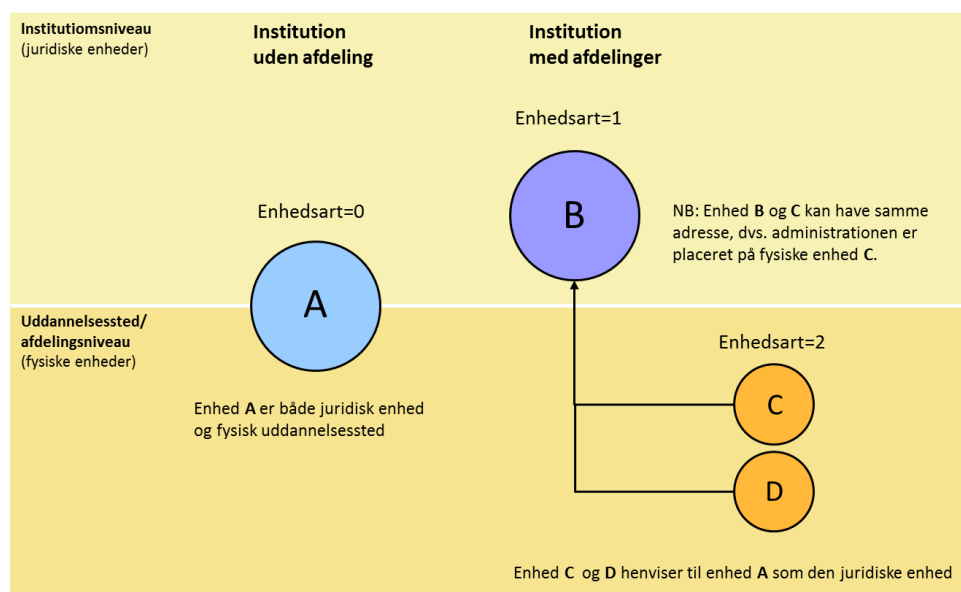 Institutiomsniveau
(juridiske enheder)
Institution
uden afdeling
Institution
med afdelinger
Enhedsart=1
B
Enhedsart=0
A
NB: Enhed B og C kan have samme
adresse, dvs. administrationen er
placeret på fysiske enhed C.
Uddannelsessted/
afdelingsniveau
(fysiske enheder)
Enhedsart=2
C
D
Enhed A er både juridisk enhed
og fysisk uddannelsessted
Enhed C og D henviser til enhed A som den juridiske enhed